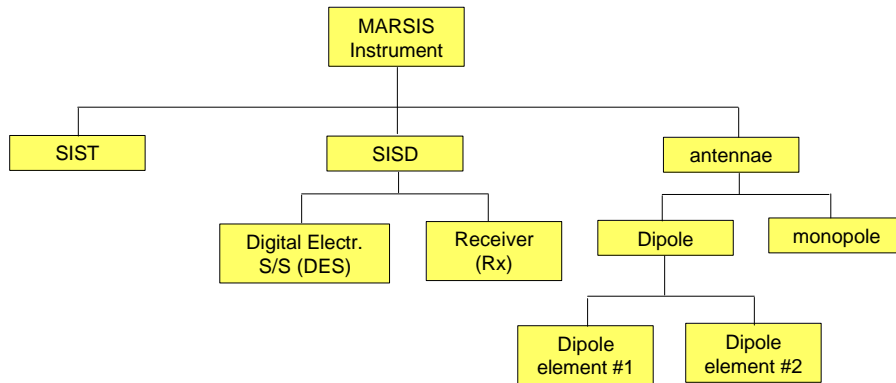 MARSIS
Instrument
SIST
SISD
antennae
Digital Electr.
S/S (DES)
Receiver
(Rx)
Dipole
monopole
Dipole
element #1
Dipole
element #2